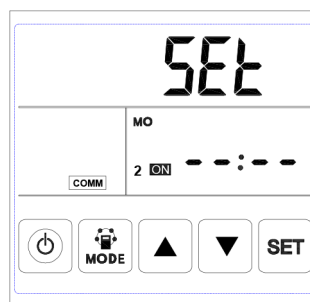 SEt
MO
2 ON --:--
COMM
MODE
SET